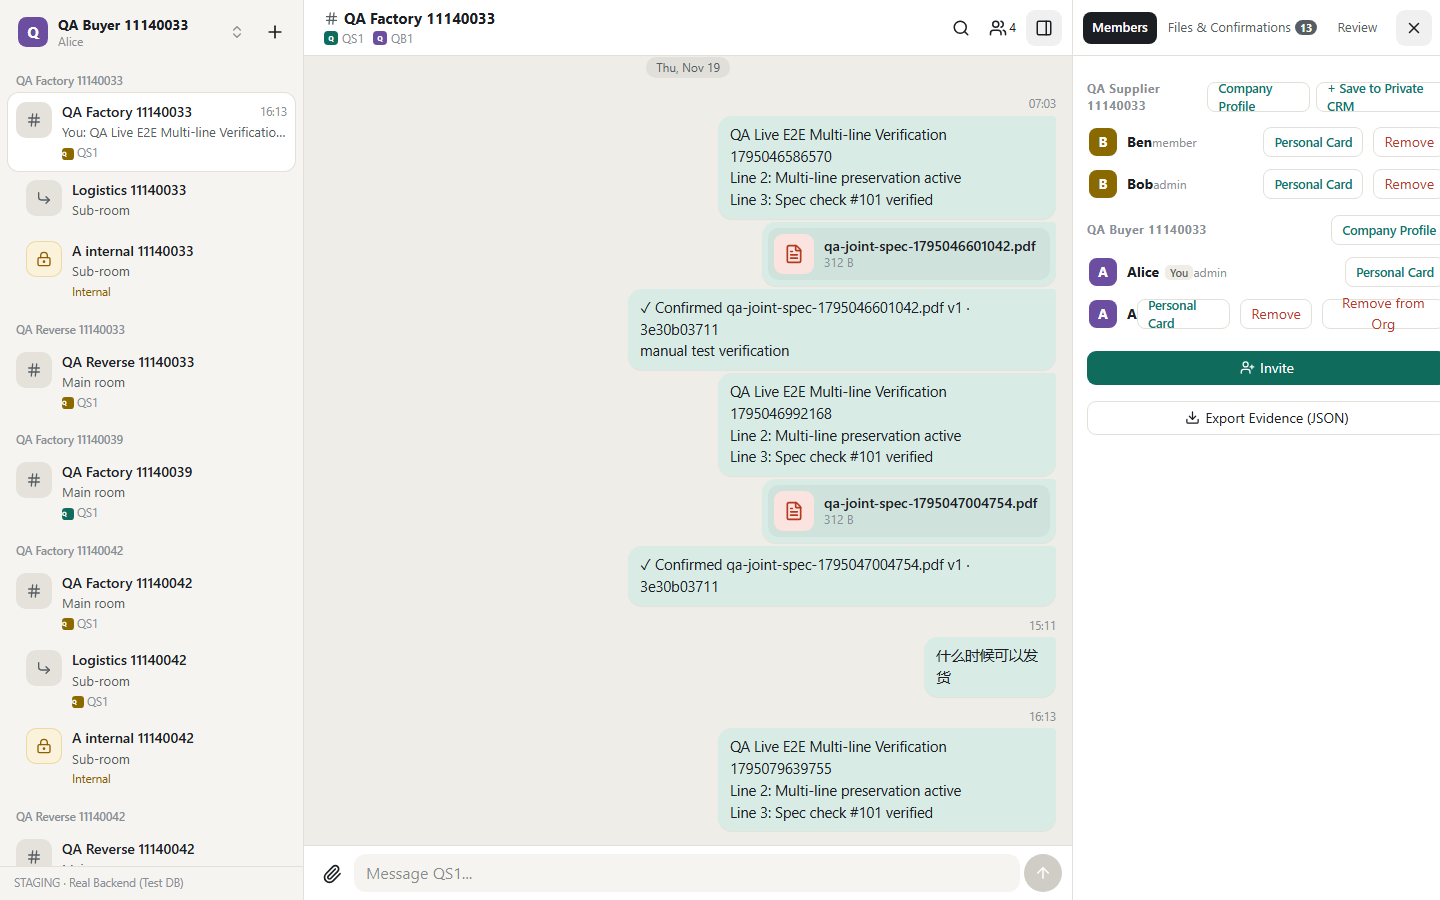 Q
QA Buyer 11140033
Alice
QA Factory 11140033
QA Factory 11140033
16:13
You: QA Live E2E Multi-line Verificatio...
QS1
Logistics 11140033
Sub-room
A internal 11140033
Sub-room
Internal
QA Reverse 11140033
QA Reverse 11140033
Main room
QS1
QA Factory 11140039
QA Factory 11140039
Main room
QS1
QA Factory 11140042
QA Factory 11140042
Main room
QS1
Logistics 11140042
Sub-room
QS1
A internal 11140042
Sub-room
Internal
QA Reverse 11140042
QA Reverse 11140042
STAGING · Real Backend (Test DB)
# QA Factory 11140033
Q QS1 Q QB1
4
Thu, Nov 19
07:03
QA Live E2E Multi-line Verification
1795046586570
Line 2: Multi-line preservation active
Line 3: Spec check #101 verified
qa-joint-spec-1795046601042.pdf
312 B
✓ Confirmed qa-joint-spec-1795046601042.pdf v1 ·
3e30b03711
manual test verification
QA Live E2E Multi-line Verification
1795046992168
Line 2: Multi-line preservation active
Line 3: Spec check #101 verified
qa-joint-spec-1795047004754.pdf
312 B
✓ Confirmed qa-joint-spec-1795047004754.pdf v1 ·
3e30b03711
15:11
什么时候可以发
货
16:13
QA Live E2E Multi-line Verification
1795079639755
Line 2: Multi-line preservation active
Line 3: Spec check #101 verified
Message QS1...
Members
Files & Confirmations 13
Review
QA Supplier
11140033
Company
Profile
+ Save to Private
CRM
B
Ben member
Personal Card
Remove
B
Bob admin
Personal Card
Remove
QA Buyer 11140033
Company Profile
A
Alice You admin
Personal Card
A
A
Personal
Card
Remove
Remove from
Org
Invite
Export Evidence (JSON)